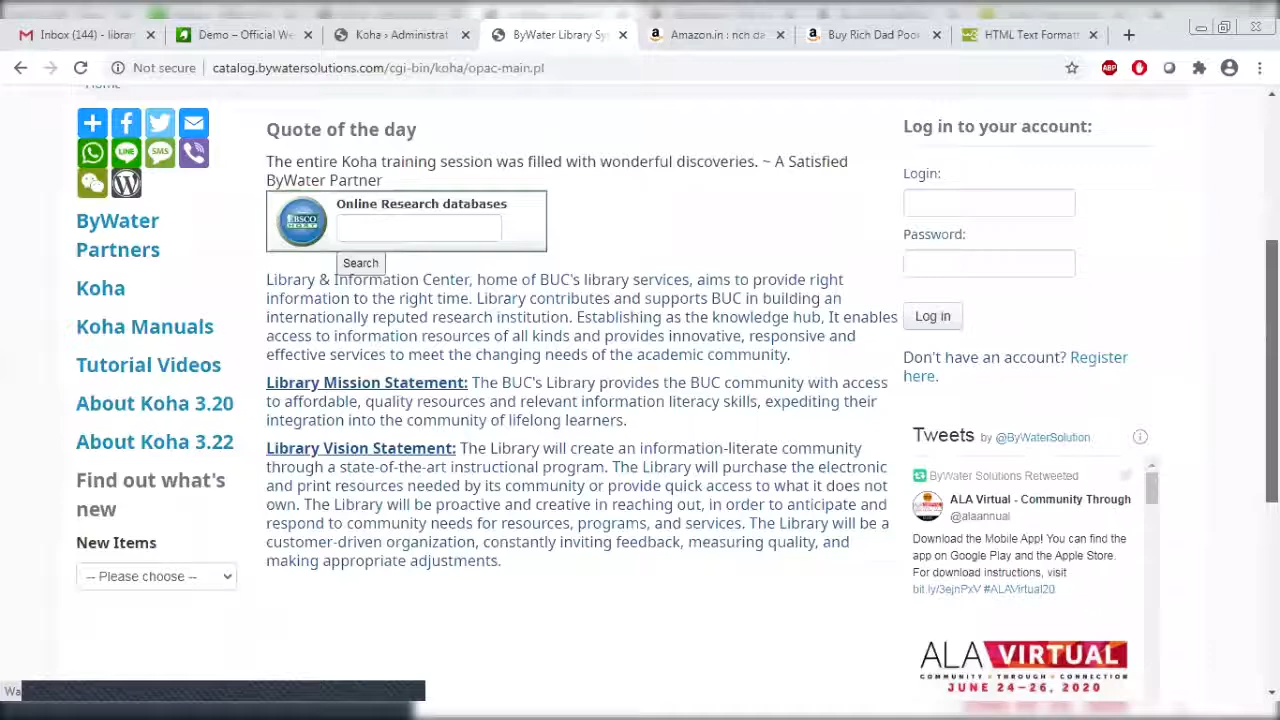 Inbox (144) - librar
Demo – Official We
Koha › Administrat
ByWater Library Sy
Amazon.in : nch da
Buy Rich Dad Poo
HTML Text Formatt
Not secure
catalog.bywatersolutions.com/cgi-bin/koha/opac-main.pl
ABP
Home
LINE
SMS
ByWater
Partners
Koha
Koha Manuals
Tutorial Videos
About Koha 3.20
About Koha 3.22
Find out what's
new
New Items
-- Please choose --
Quote of the day
The entire Koha training session was filled with wonderful discoveries. ~ A Satisfied
ByWater Partner
EBSCO
HOST
Online Research databases
Search
Library & Information Center, home of BUC's library services, aims to provide right
information to the right time. Library contributes and supports BUC in building an
internationally reputed research institution. Establishing as the knowledge hub, It enables
access to information resources of all kinds and provides innovative, responsive and
effective services to meet the changing needs of the academic community.
Library Mission Statement: The BUC's Library provides the BUC community with access
to affordable, quality resources and relevant information literacy skills, expediting their
integration into the community of lifelong learners.
Library Vision Statement: The Library will create an information-literate community
through a state-of-the-art instructional program. The Library will purchase the electronic
and print resources needed by its community or provide quick access to what it does not
own. The Library will be proactive and creative in reaching out, in order to anticipate and
respond to community needs for resources, programs, and services. The Library will be a
customer-driven organization, constantly inviting feedback, measuring quality, and
making appropriate adjustments.
Log in to your account:
Login:
Password:
Log in
Don't have an account? Register
here.
Tweets by @ByWaterSolution
ByWater Solutions Retweeted
ALA Virtual - Community Through
@alaannual
Download the Mobile App! You can find the
app on Google Play and the Apple Store.
For download instructions, visit
bit.ly/3ejnPxV #ALAVirtual20
ALA VIRTUAL
COMMUNITY THROUGH CONNECTION
JUNE 24–26, 2020
Wa